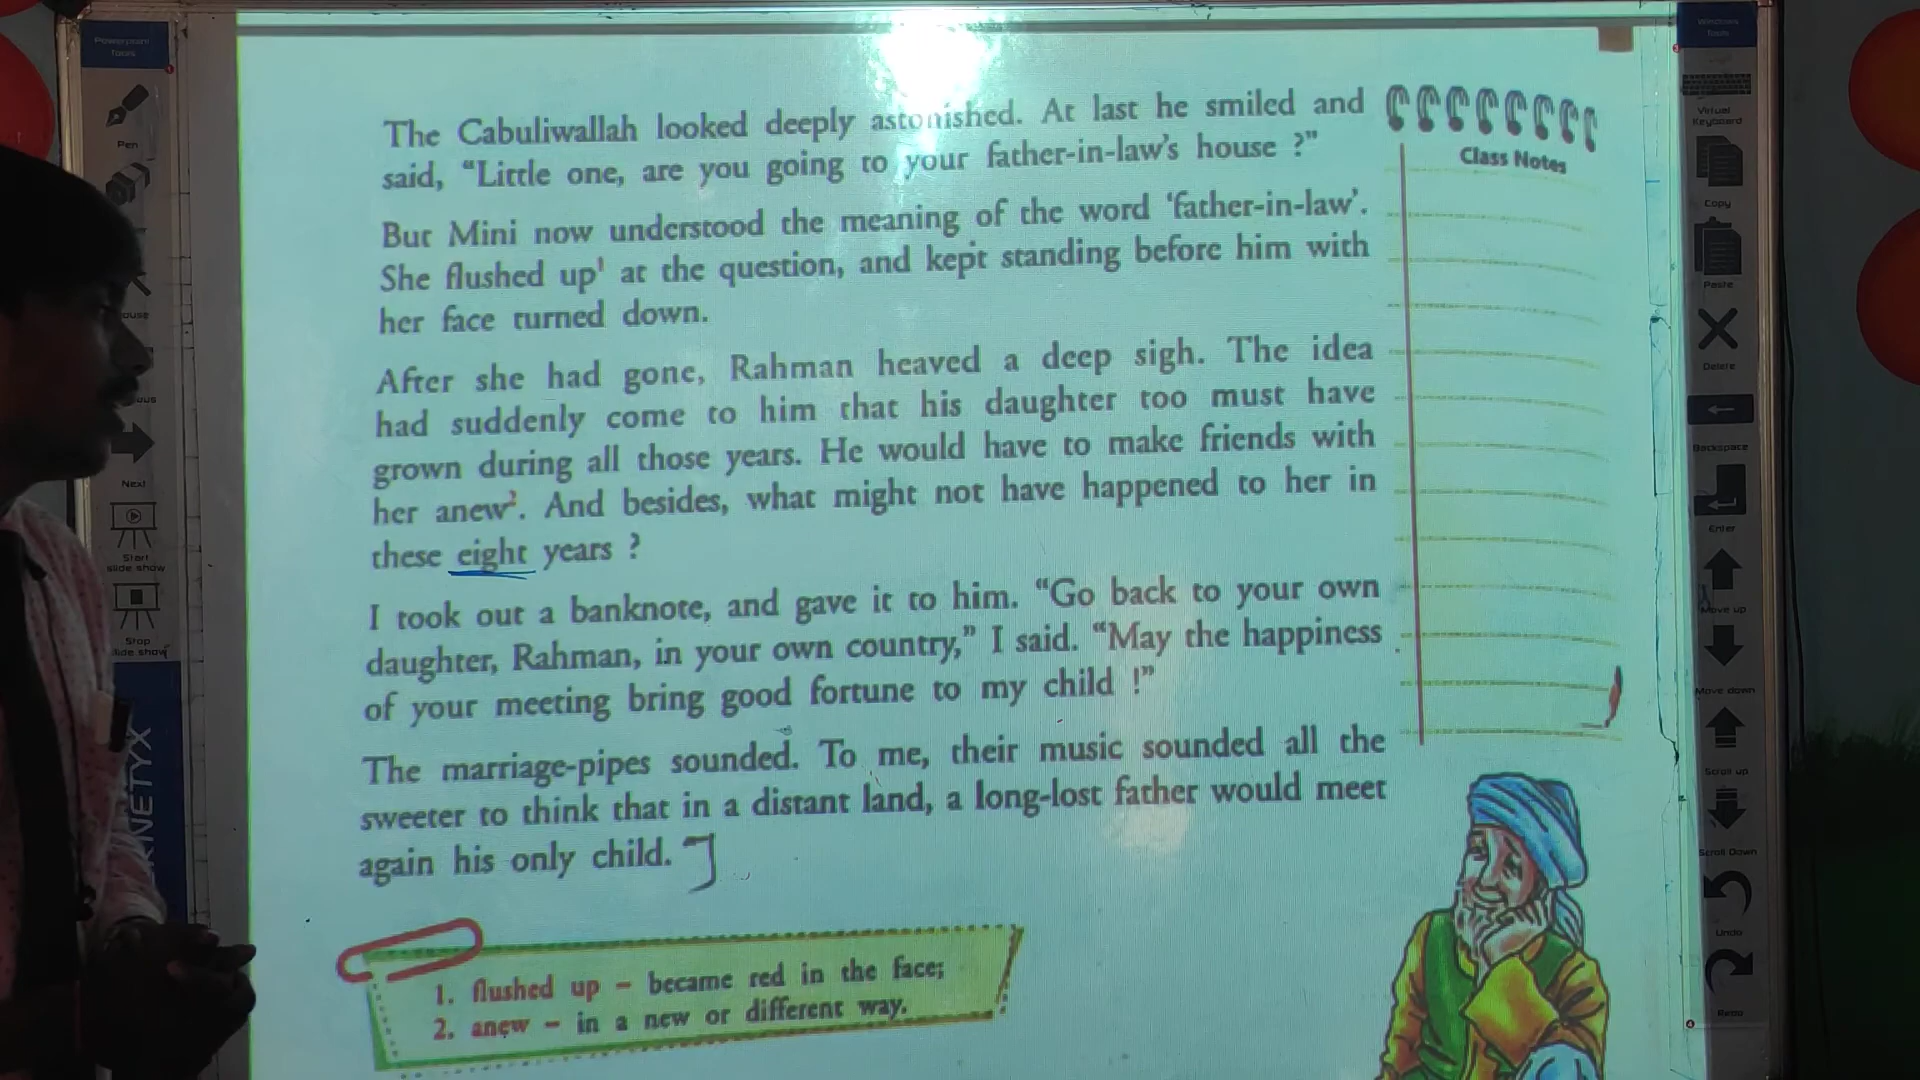 Powerpoint
Tools
Pen
ouse
Next
Start
slide show
Stop
slide show
The Cabuliwallah looked deeply astonished. At last he smiled and
said, “Little one, are you going to your father-in-law’s house ?”
But Mini now understood the meaning of the word ‘father-in-law’.
She flushed up¹ at the question, and kept standing before him with
her face turned down.
After she had gone, Rahman heaved a deep sigh. The idea
had suddenly come to him that his daughter too must have
grown during all those years. He would have to make friends with
her anew². And besides, what might not have happened to her in
these eight years ?
I took out a banknote, and gave it to him. “Go back to your own
daughter, Rahman, in your own country,” I said. “May the happiness
of your meeting bring good fortune to my child !”
The marriage-pipes sounded. To me, their music sounded all the
sweeter to think that in a distant land, a long-lost father would meet
again his only child.
1. flushed up – became red in the face;
2. anew – in a new or different way.
Class Notes
Windows
Tools
Virtual
Keyboard
Copy
Paste
Delete
Backspace
Enter
Move up
Move down
Scroll up
Scroll Down
Undo
Redo